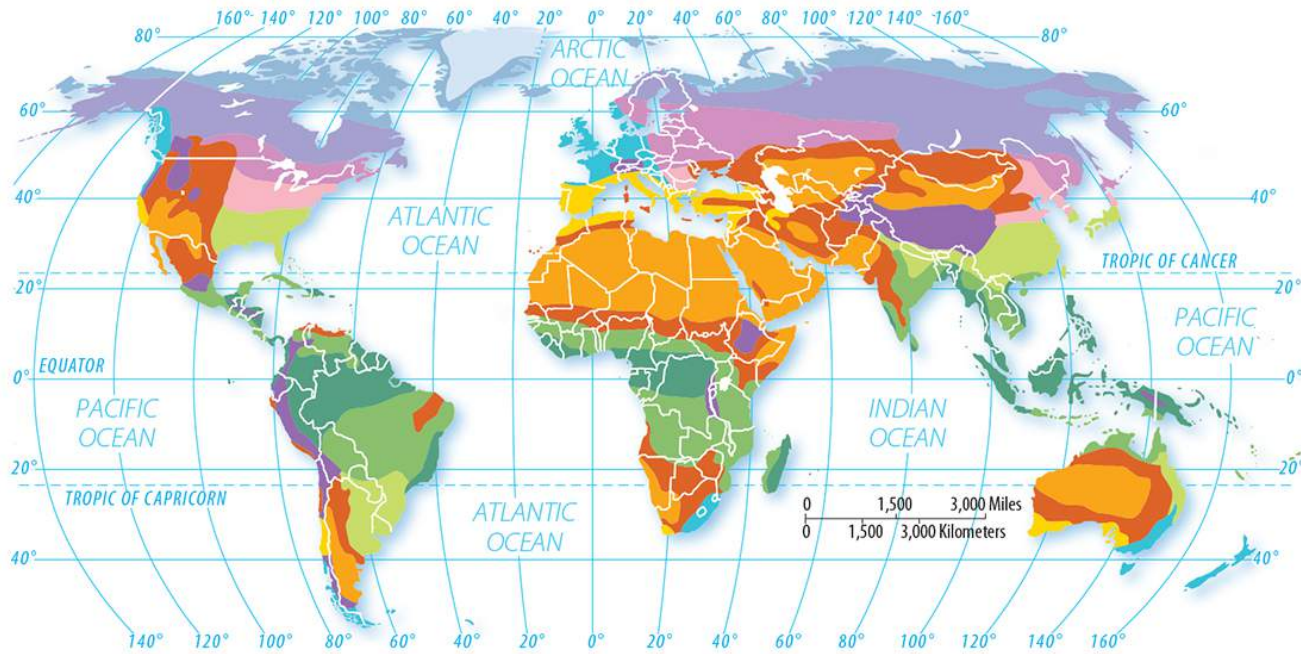 160° 140° 120° 100° 80° 60° 40° 20° 0° 20° 40° 60° 80° 100° 120° 140° 160°
80° 80°
ARCTIC
OCEAN
60° 60°
40° 40°
ATLANTIC
OCEAN
TROPIC OF CANCER
20° 20°
PACIFIC
OCEAN
EQUATOR
0° 0°
PACIFIC
OCEAN
INDIAN
OCEAN
20° 20°
TROPIC OF CAPRICORN
ATLANTIC
OCEAN
0 1,500 3,000 Miles
0 1,500 3,000 Kilometers
40° 40°
140° 120° 100° 80° 60° 40° 20° 0° 20° 40° 60° 80° 100° 120° 140° 160°